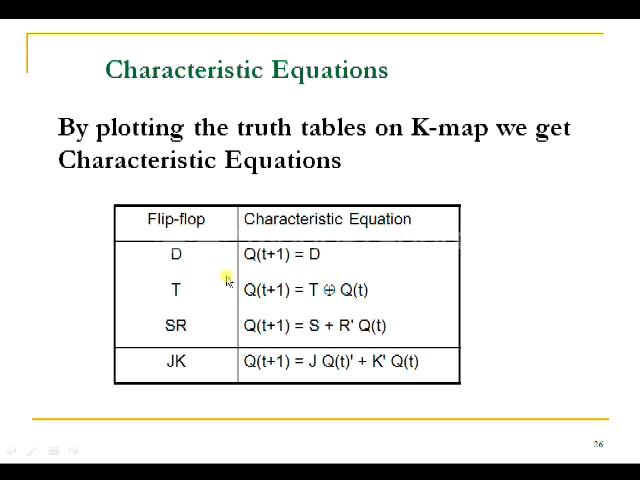 Characteristic Equations
By plotting the truth tables on K-map we get
Characteristic Equations
Flip-flop Characteristic Equation
D Q(t+1) = D
T Q(t+1) = T ⊕ Q(t)
SR Q(t+1) = S + R' Q(t)
JK Q(t+1) = J Q(t)' + K' Q(t)
26